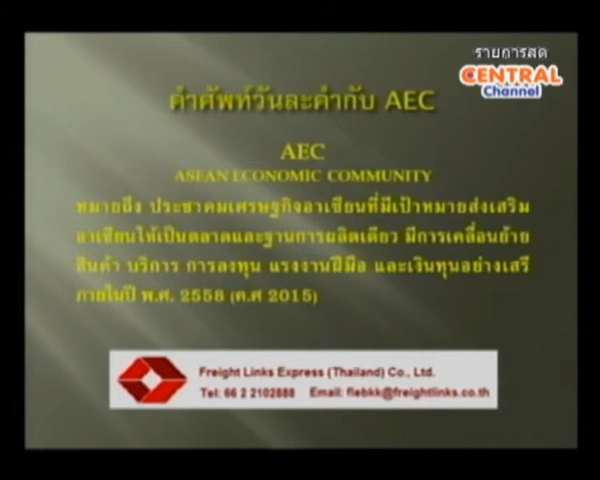 รายการสด
CENTRAL
Channel
คำศัพท์วันละคำกับ AEC
AEC
ASEAN ECONOMIC COMMUNITY
หมายถึง ประชาคมเศรษฐกิจอาเซียนที่มีเป้าหมายส่งเสริม
อาเซียนให้เป็นตลาดและฐานการผลิตเดียว มีการเคลื่อนย้าย
สินค้า บริการ การลงทุน แรงงานฝีมือ และเงินทุนอย่างเสรี
ภายในปี พ.ศ. 2558 (ค.ศ 2015)
Freight Links Express (Thailand) Co., Ltd.
Tel: 66 2 2102888 Email: flebkk@freightlinks.co.th